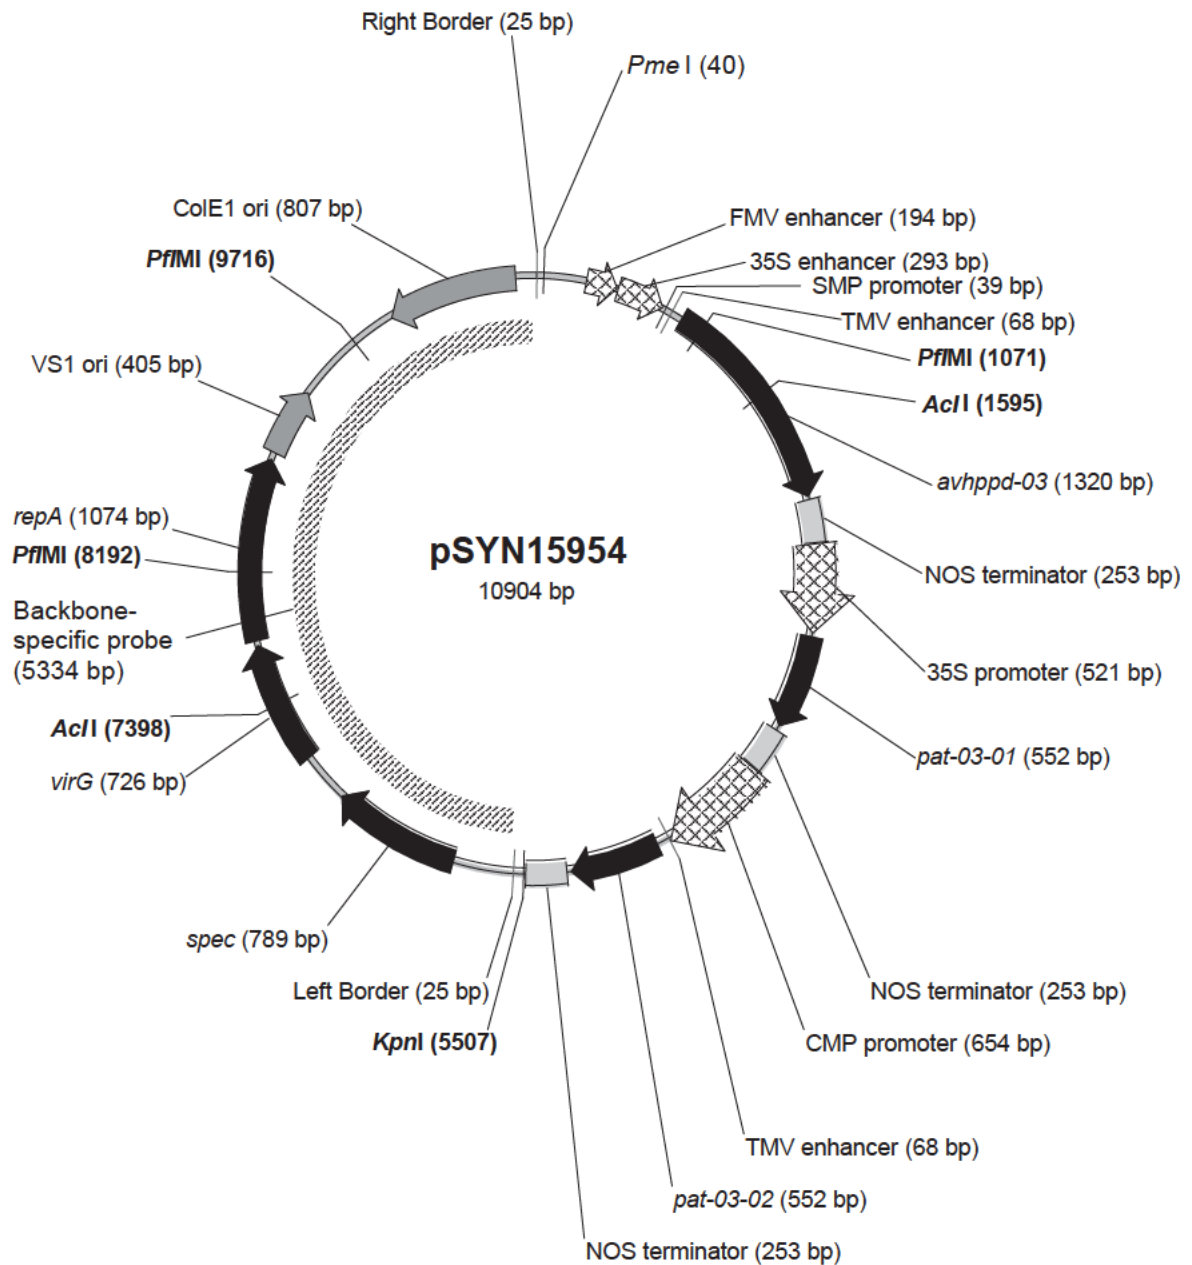 Right Border (25 bp)
Pme I (40)
ColE1 ori (807 bp)
FMV enhancer (194 bp)
PflMI (9716)
35S enhancer (293 bp)
SMP promoter (39 bp)
TMV enhancer (68 bp)
VS1 ori (405 bp)
PflMI (1071)
AclI (1595)
avhppd-03 (1320 bp)
repA (1074 bp)
PflMI (8192)
pSYN15954
10904 bp
NOS terminator (253 bp)
Backbone-
specific probe
(5334 bp)
35S promoter (521 bp)
AclI (7398)
virG (726 bp)
pat-03-01 (552 bp)
spec (789 bp)
Left Border (25 bp)
NOS terminator (253 bp)
KpnI (5507)
CMP promoter (654 bp)
TMV enhancer (68 bp)
pat-03-02 (552 bp)
NOS terminator (253 bp)